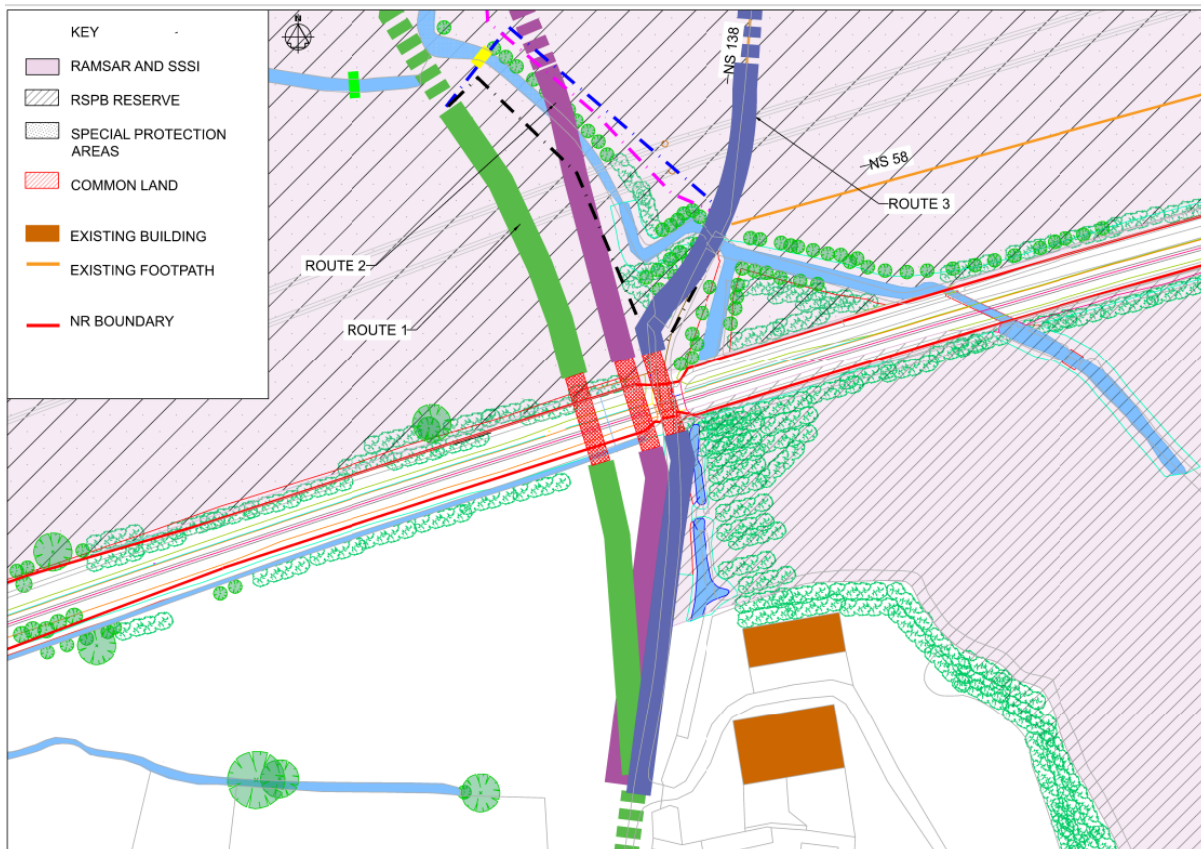 KEY
N
RAMSAR AND SSSI
RSPB RESERVE
SPECIAL PROTECTION
AREAS
COMMON LAND
EXISTING BUILDING
EXISTING FOOTPATH
NR BOUNDARY
NS 138
NS 58
ROUTE 3
ROUTE 2
ROUTE 1